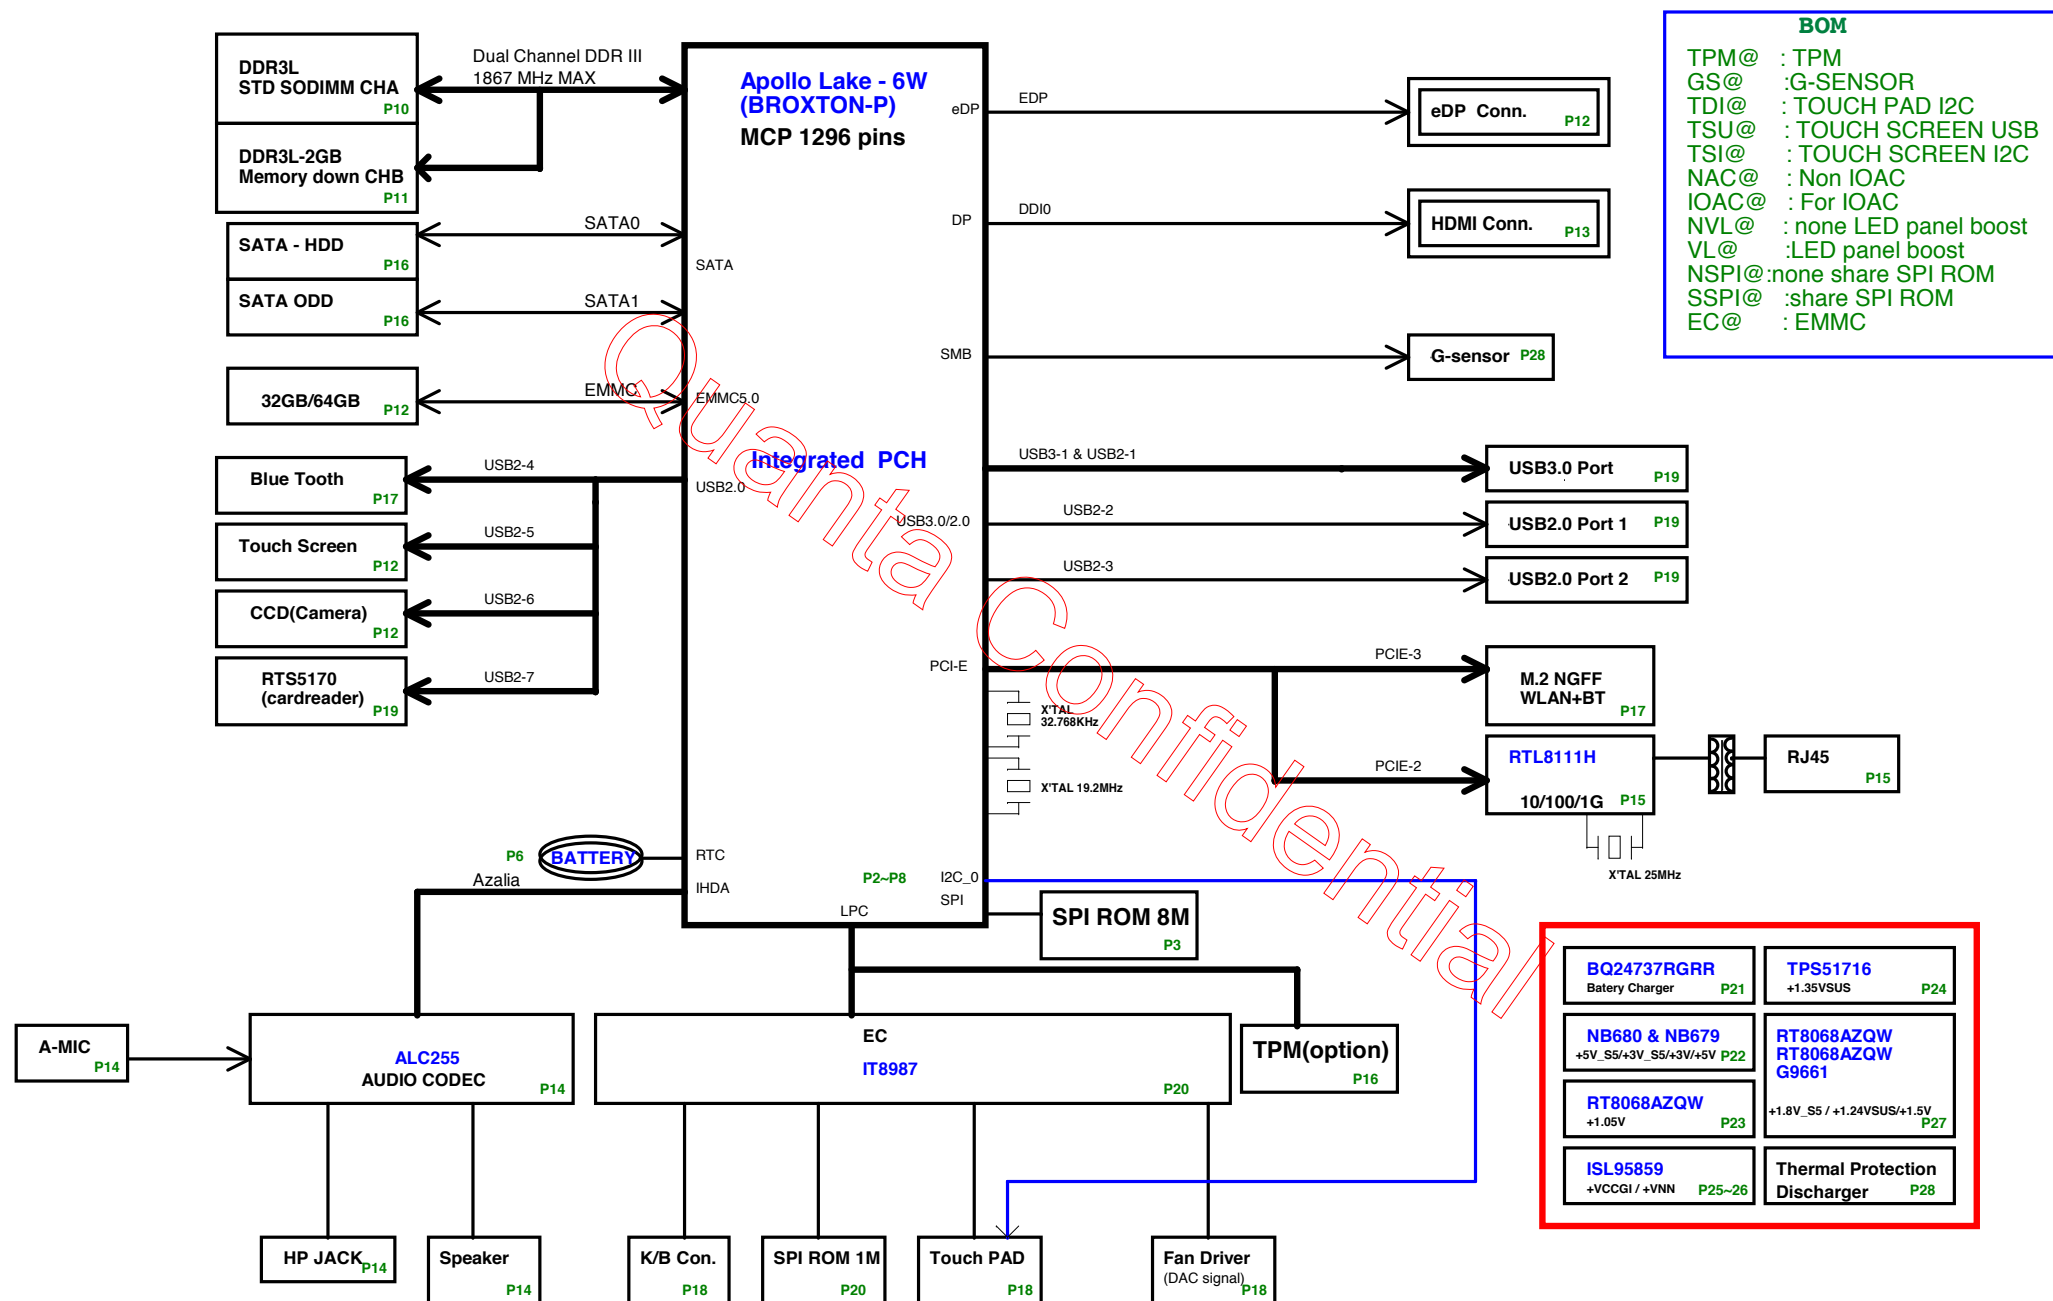 DDR3L
STD SODIMM CHA
P10
DDR3L-2GB
Memory down CHB
P11
Dual Channel DDR III
1867 MHz MAX
SATA - HDD
P16
SATA0
SATA ODD
P16
SATA1
32GB/64GB
P12
EMMC
Blue Tooth
P17
USB2-4
Touch Screen
P12
USB2-5
CCD(Camera)
P12
USB2-6
RTS5170
(cardreader)
P19
USB2-7
Apollo Lake - 6W
(BROXTON-P)
MCP 1296 pins
eDP
DP
SATA
SMB
EMMC5.0
Integrated PCH
USB2.0
USB3.0/2.0
PCI-E
RTC
IHDA
P2~P8
I2C_0
SPI
LPC
EDP
eDP Conn.
P12
DDI0
HDMI Conn.
P13
G-sensor P28
USB3-1 & USB2-1
USB3.0 Port
P19
USB2-2
USB2.0 Port 1
P19
USB2-3
USB2.0 Port 2
P19
PCIE-3
M.2 NGFF
WLAN+BT
P17
X'TAL
32.768KHz
X'TAL 19.2MHz
PCIE-2
RTL8111H
10/100/1G
P15
RJ45
P15
X'TAL 25MHz
P6
BATTERY
Azalia
SPI ROM 8M
P3
A-MIC
P14
ALC255
AUDIO CODEC
P14
EC
IT8987
P20
TPM(option)
P16
HP JACK
P14
Speaker
P14
K/B Con.
P18
SPI ROM 1M
P20
Touch PAD
P18
Fan Driver
(DAC signal)
P18
BOM
TPM@ : TPM
GS@ :G-SENSOR
TDI@ : TOUCH PAD I2C
TSU@ : TOUCH SCREEN USB
TSI@ : TOUCH SCREEN I2C
NAC@ : Non IOAC
IOAC@ : For IOAC
NVL@ : none LED panel boost
VL@ :LED panel boost
NSPI@:none share SPI ROM
SSPI@ :share SPI ROM
EC@ : EMMC
BQ24737RGRR
Batery Charger
P21
TPS51716
+1.35VSUS
P24
NB680 & NB679
+5V_S5/+3V_S5/+3V/+5V P22
RT8068AZQW
RT8068AZQW
G9661
+1.8V_S5 / +1.24VSUS/+1.5V
P27
RT8068AZQW
+1.05V
P23
ISL95859
+VCCGI / +VNN
P25~26
Thermal Protection
Discharger
P28
Quanta Confidential